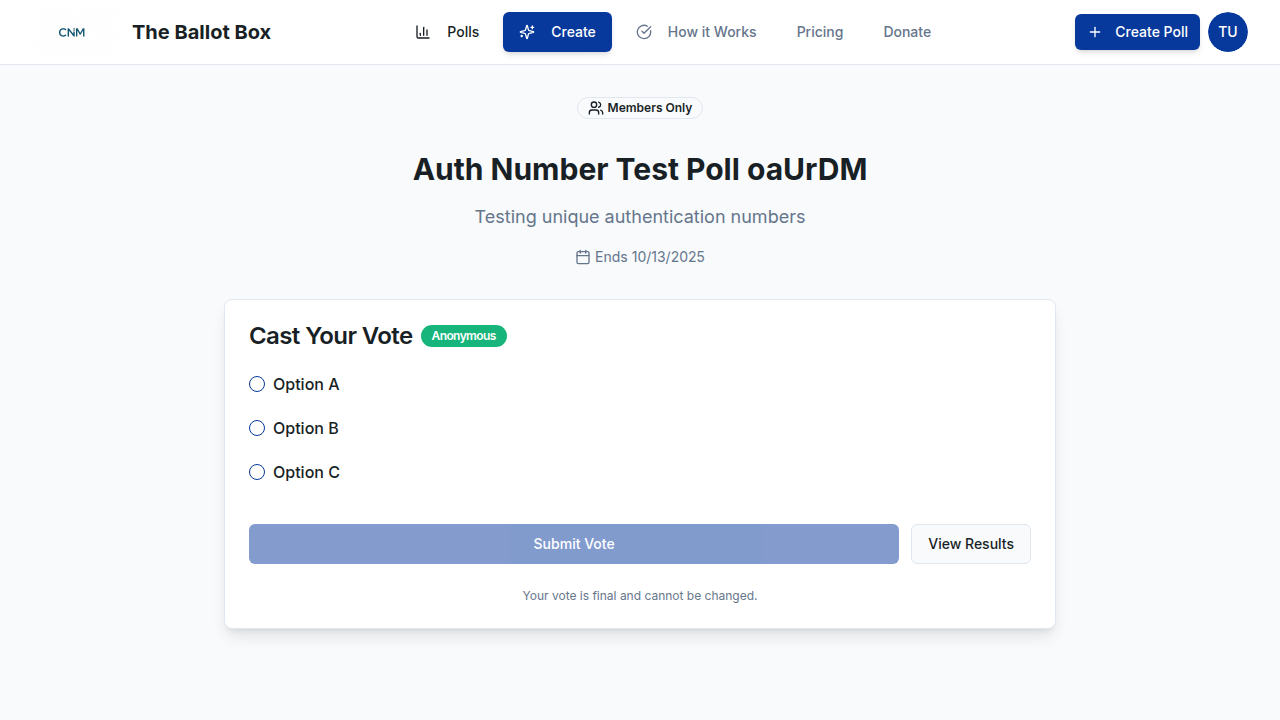 CNM The Ballot Box Polls Create How it Works Pricing Donate Create Poll TU
Members Only
Auth Number Test Poll oaUrDM
Testing unique authentication numbers
Ends 10/13/2025
Cast Your Vote Anonymous
Option A
Option B
Option C
Submit Vote View Results
Your vote is final and cannot be changed.